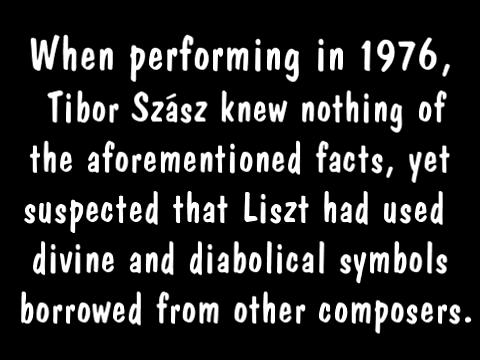 When performing in 1976,
Tibor Szász knew nothing of
the aforementioned facts, yet
suspected that Liszt had used
divine and diabolical symbols
borrowed from other composers.